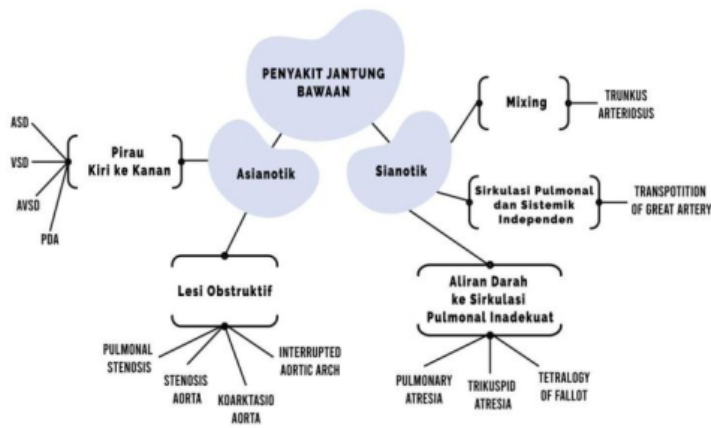 PENYAKIT JANTUNG
BAWAAN
Asianotik
Pirau
Kiri ke Kanan
ASD
VSD
AVSD
PDA
Lesi Obstruktif
PULMONAL
STENOSIS
STENOSIS
AORTA
KOARKTASIO
AORTA
INTERRUPTED
AORTIC ARCH
Sianotik
Mixing
TRUNKUS
ARTERIOSUS
Sirkulasi Pulmonal
dan Sistemik
Independen
TRANSPOTITION
OF GREAT ARTERY
Aliran Darah
ke Sirkulasi
Pulmonal Inadekuat
PULMONARY
ATRESIA
TRIKUSPID
ATRESIA
TETRALOGY
OF FALLOT